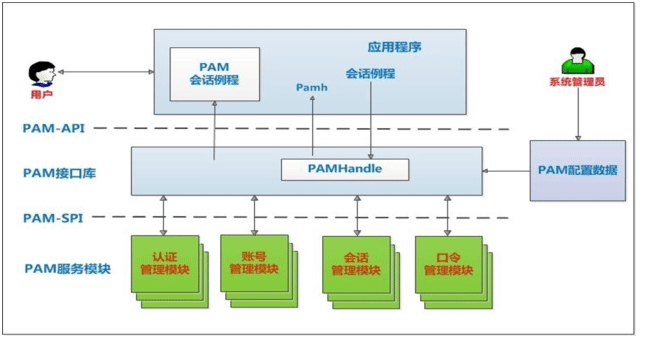 应用程序
PAM
会话例程
会话例程
Pamh
用户
系统管理员
PAM-API
PAM接口库
PAMHandle
PAM配置数据
PAM-SPI
PAM服务模块
认证
管理模块
账号
管理模块
会话
管理模块
口令
管理模块